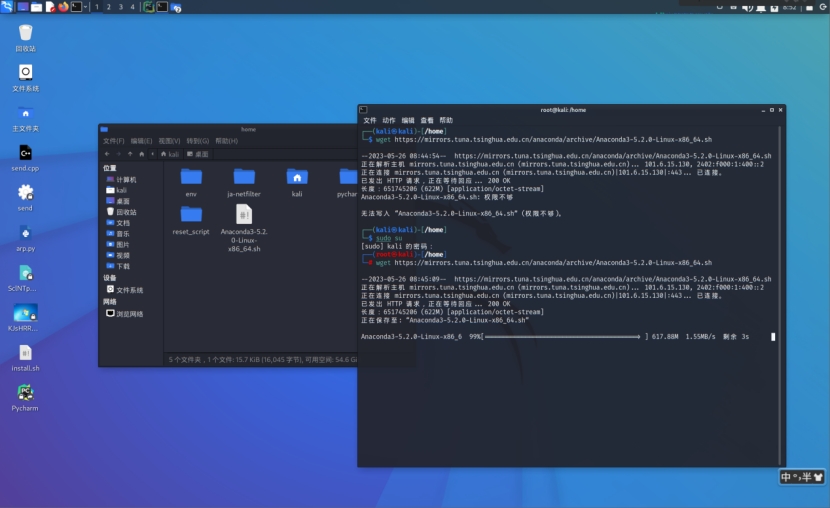 1 2 3 4
8:52
回收站
文件系统
主文件夹
send.cpp
send
arp.py
ScINTp...
KJsHRR...
install.sh
Pycharm
home
文件(F) 编辑(E) 视图(V) 转到(G) 帮助(H)
kali 桌面
位置
计算机
kali
桌面
回收站
文档
音乐
图片
视频
下载
设备
文件系统
网络
浏览网络
env
ja-netfilter
kali
pychar
reset_script
Anaconda3-5.2.
0-Linux-
x86_64.sh
5 个文件夹，1 个文件: 15.7 KiB (16,045 字节), 可用空间: 54.6 Gi
root@kali: /home
文件 动作 编辑 查看 帮助
┌──(kali㉿kali)-[/home]
└─$ wget https://mirrors.tuna.tsinghua.edu.cn/anaconda/archive/Anaconda3-5.2.0-Linux-x86_64.sh
--2023-05-26 08:44:54-- https://mirrors.tuna.tsinghua.edu.cn/anaconda/archive/Anaconda3-5.2.0-Linux-x86_64.sh
正在解析主机 mirrors.tuna.tsinghua.edu.cn (mirrors.tuna.tsinghua.edu.cn)... 101.6.15.130, 2402:f000:1:400::2
正在连接 mirrors.tuna.tsinghua.edu.cn (mirrors.tuna.tsinghua.edu.cn)|101.6.15.130|:443... 已连接。
已发出 HTTP 请求，正在等待回应... 200 OK
长度：651745206 (622M) [application/octet-stream]
Anaconda3-5.2.0-Linux-x86_64.sh: 权限不够
无法写入 “Anaconda3-5.2.0-Linux-x86_64.sh” (权限不够)。
┌──(kali㉿kali)-[/home]
└─$ sudo su
[sudo] kali 的密码：
┌──(root㉿kali)-[/home]
└─# wget https://mirrors.tuna.tsinghua.edu.cn/anaconda/archive/Anaconda3-5.2.0-Linux-x86_64.sh
--2023-05-26 08:45:09-- https://mirrors.tuna.tsinghua.edu.cn/anaconda/archive/Anaconda3-5.2.0-Linux-x86_64.sh
正在解析主机 mirrors.tuna.tsinghua.edu.cn (mirrors.tuna.tsinghua.edu.cn)... 101.6.15.130, 2402:f000:1:400::2
正在连接 mirrors.tuna.tsinghua.edu.cn (mirrors.tuna.tsinghua.edu.cn)|101.6.15.130|:443... 已连接。
已发出 HTTP 请求，正在等待回应... 200 OK
长度：651745206 (622M) [application/octet-stream]
正在保存至: “Anaconda3-5.2.0-Linux-x86_64.sh”
Anaconda3-5.2.0-Linux-x86_6 99%[==============================> ] 617.88M 1.55MB/s 剩余 3s
中 °, 半